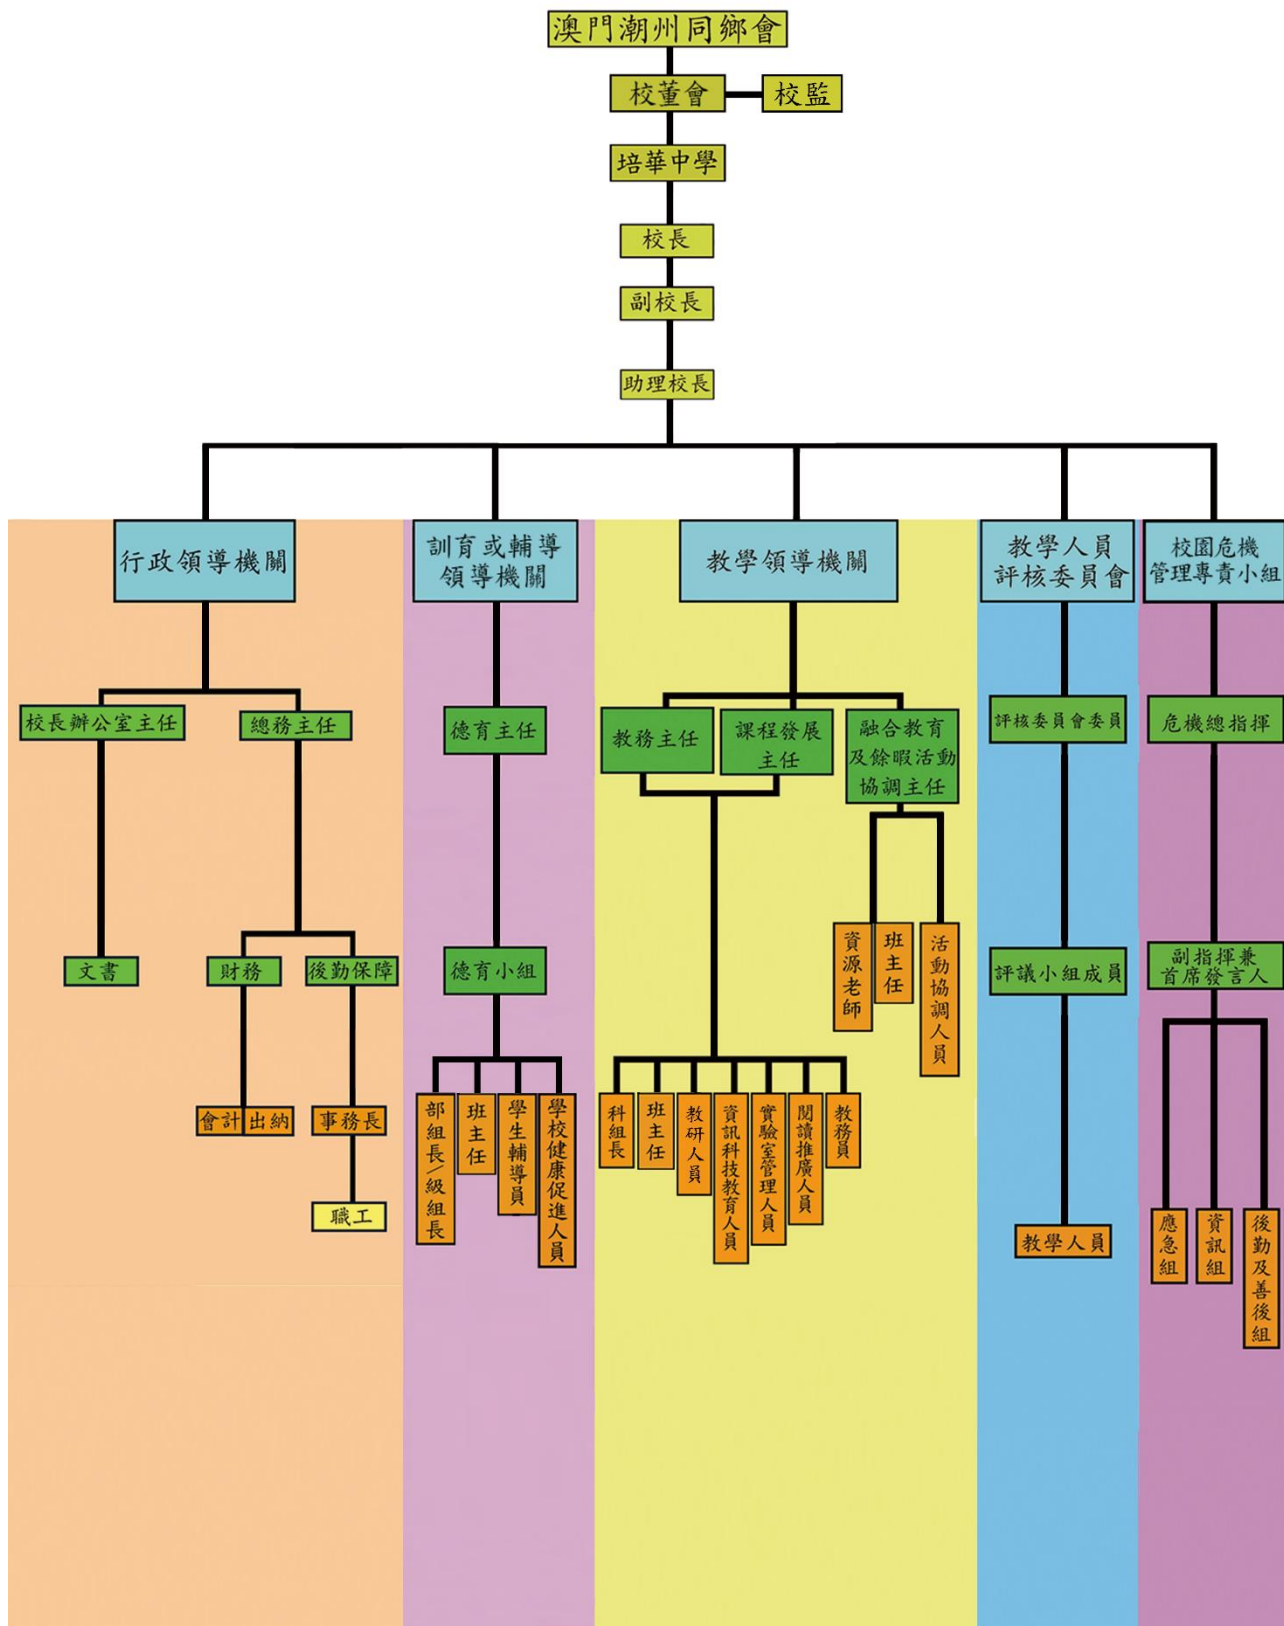 澳門潮州同鄉會
校董會
校監
培華中學
校長
副校長
助理校長
行政領導機關
訓育或輔導
領導機關
教學領導機關
教學人員
評核委員會
校園危機
管理專責小組
校長辦公室主任
總務主任
德育主任
教務主任
課程發展
主任
融合教育
及餘暇活動
協調主任
評核委員會委員
危機總指揮
文書
財務
後勤保障
德育小組
資源老師
班主任
活動協調人員
評議小組成員
副指揮兼
首席發言人
會計
出納
事務長
職工
部組長/級組長
班主任
學生輔導員
學校健康促進人員
科組長
班主任
教研人員
資訊科技教育人員
實驗室管理人員
閱讀推廣人員
教務員
教學人員
應急組
資訊組
後勤及善後組